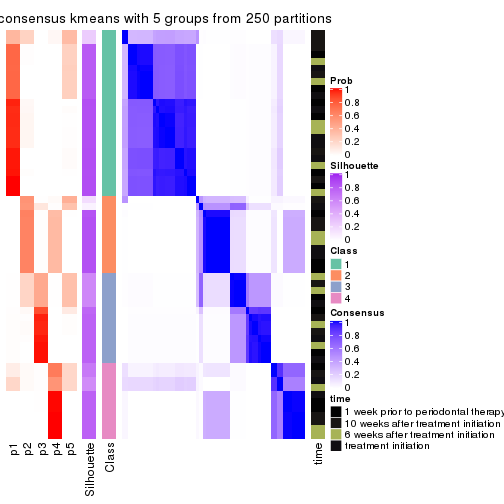 consensus kmeans with 5 groups from 250 partitions
p1
p2
p3
p4
p5
Silhouette
Class
time
Prob
1
0.8
0.6
0.4
0.2
0
Silhouette
1
0.8
0.6
0.4
0.2
0
Class
1
2
3
4
Consensus
1
0.8
0.6
0.4
0.2
0
time
1 week prior to periodontal therapy
10 weeks after treatment initiation
6 weeks after treatment initiation
treatment initiation